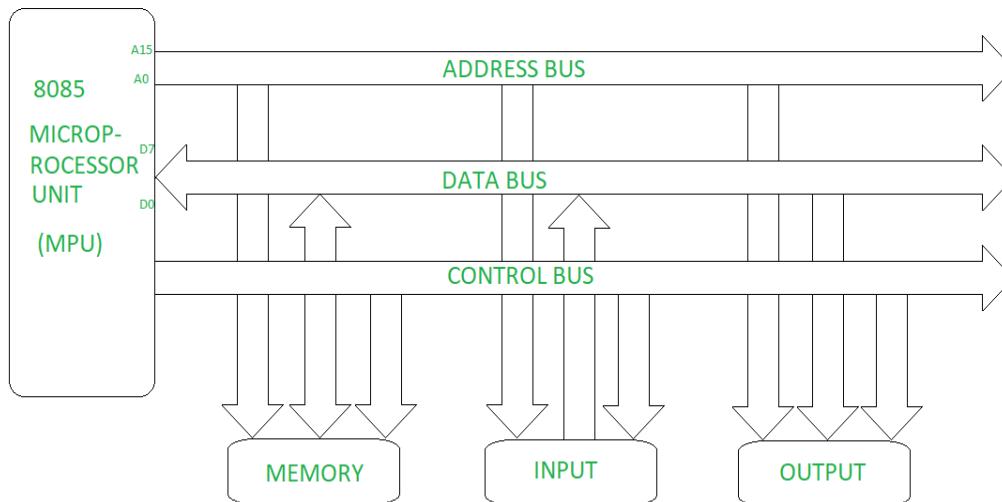 A15
A0
8085
MICROP-
ROCESSOR
UNIT
(MPU)
D7
D0
ADDRESS BUS
DATA BUS
CONTROL BUS
MEMORY
INPUT
OUTPUT